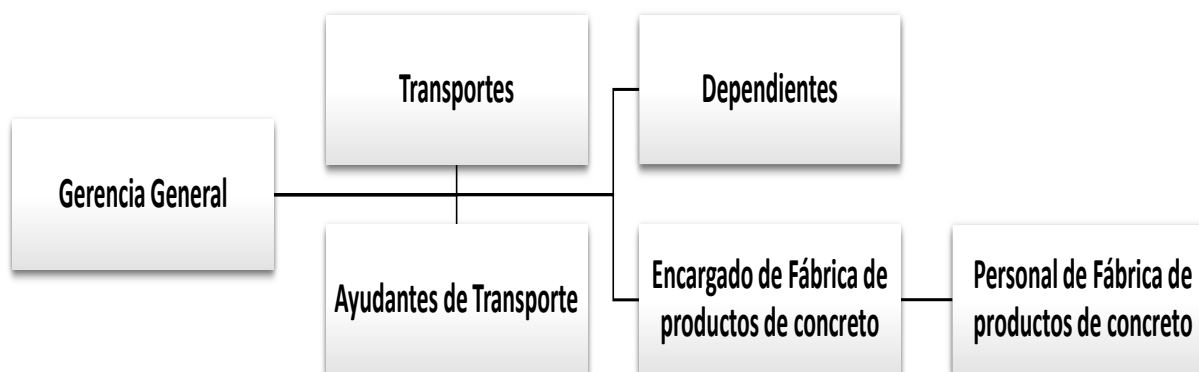 Transportes
Dependientes
Gerencia General
Ayudantes de Transporte
Encargado de Fábrica de
productos de concreto
Personal de Fábrica de
productos de concreto